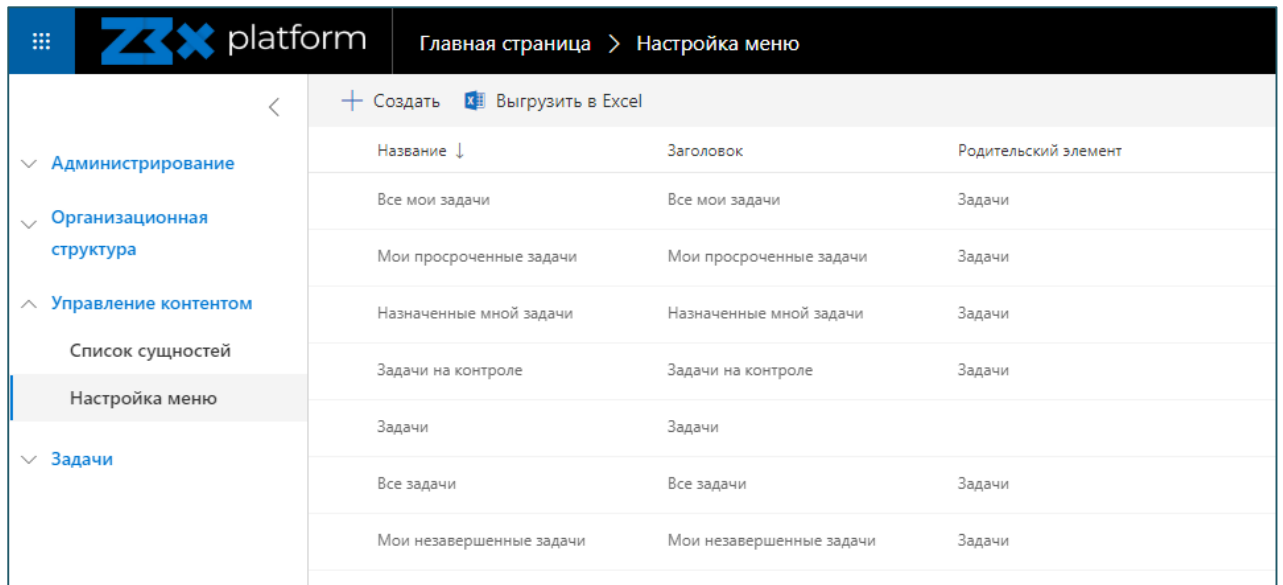 Z3X platform
Главная страница > Настройка меню
+ Создать Выгрузить в Excel
Администрирование
Организационная
структура
Управление контентом
Список сущностей
Настройка меню
Задачи
Название ↓ Заголовок Родительский элемент
Все мои задачи Все мои задачи Задачи
Мои просроченные задачи Мои просроченные задачи Задачи
Назначенные мной задачи Назначенные мной задачи Задачи
Задачи на контроле Задачи на контроле Задачи
Задачи Задачи
Все задачи Все задачи Задачи
Мои незавершенные задачи Мои незавершенные задачи Задачи